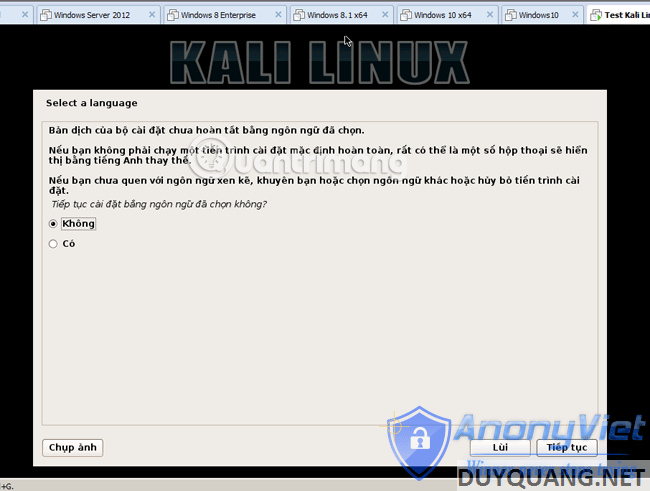 Windows Server 2012
Windows 8 Enterprise
Windows 8.1 x64
Windows 10 x64
Windows10
Test Kali Lin
KALI LINUX
Select a language
Bản dịch của bộ cài đặt chưa hoàn tất bằng ngôn ngữ đã chọn.
Nếu bạn không phải chạy một tiến trình cài đặt mặc định hoàn toàn, rất có thể là một số hộp thoại sẽ hiển thị bằng tiếng Anh thay thế.
Nếu bạn chưa quen với ngôn ngữ xen kẽ, khuyên bạn hoặc chọn ngôn ngữ khác hoặc hủy bỏ tiến trình cài đặt.
Tiếp tục cài đặt bằng ngôn ngữ đã chọn không?
Không
Có
Quantrimang
Chụp ảnh
Lùi
Tiếp tục
AnonyViet
DUYQUANG.NET
+G.